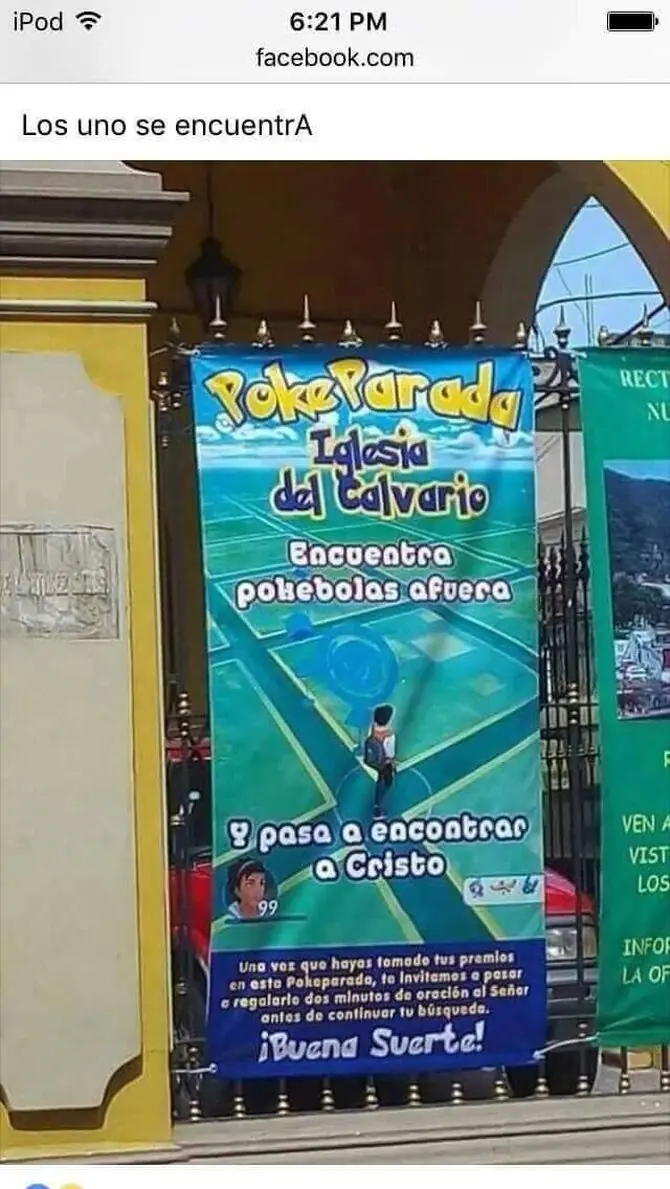 iPod 6:21 PM
facebook.com
Los uno se encuentrA
PokeParada
Iglesia
del Calvario
Encuentra
pokebolas afuera
Y pasa a encontrar
a Cristo
99
Una vez que hayas tomado tus premios
en esta Pokeparada, te invitamos a pasar
a regalarle dos minutos de oración al Señor
antes de continuar tu búsqueda.
¡Buena Suerte!
RECT
N
VEN A
VIST
LOS
INFOR
LA OF